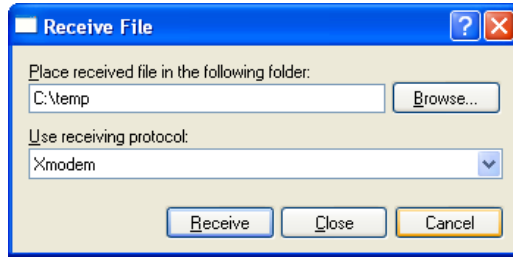 Receive File
Place received file in the following folder:
C:\temp
Browse...
Use receiving protocol:
Xmodem
Receive Close Cancel